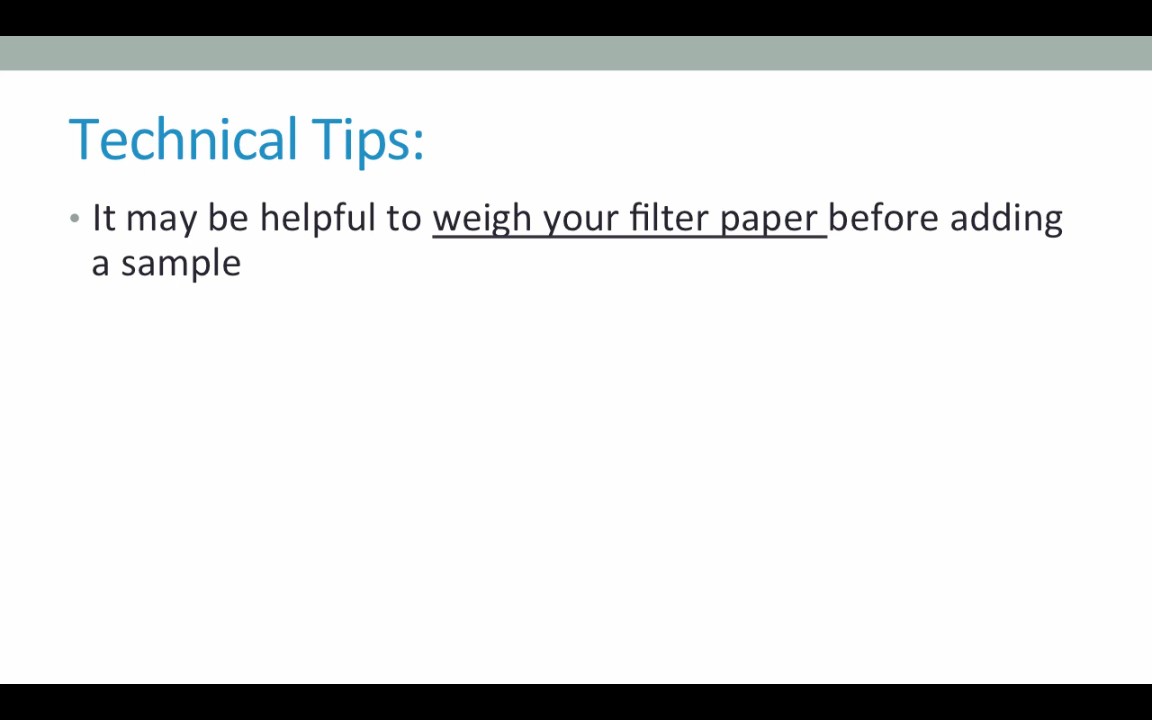 Technical Tips:
• It may be helpful to weigh your filter paper before adding
a sample